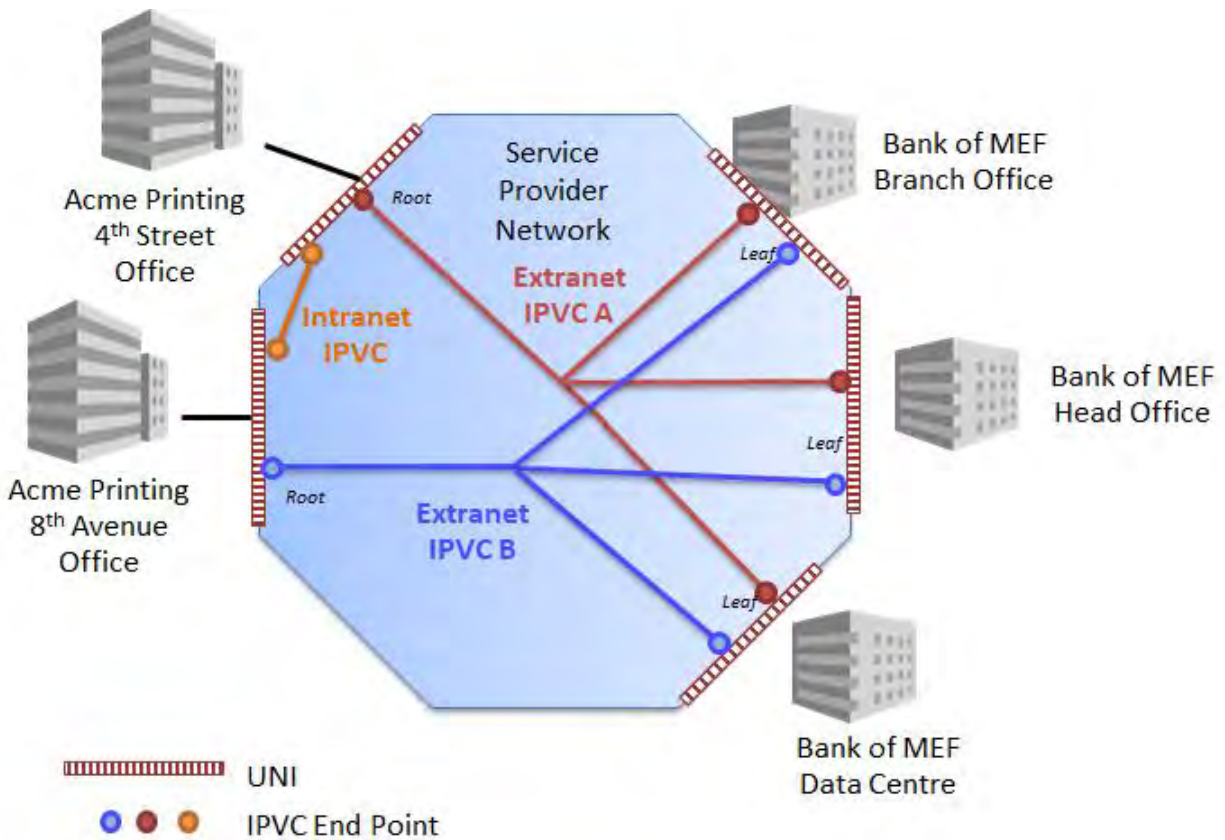 Acme Printing
4th Street
Office
Root
Service
Provider
Network
Bank of MEF
Branch Office
Leaf
Extranet
IPVC A
Intranet
IPVC
Bank of MEF
Head Office
Leaf
Acme Printing
8th Avenue
Office
Root
Extranet
IPVC B
Leaf
Bank of MEF
Data Centre
UNI
IPVC End Point